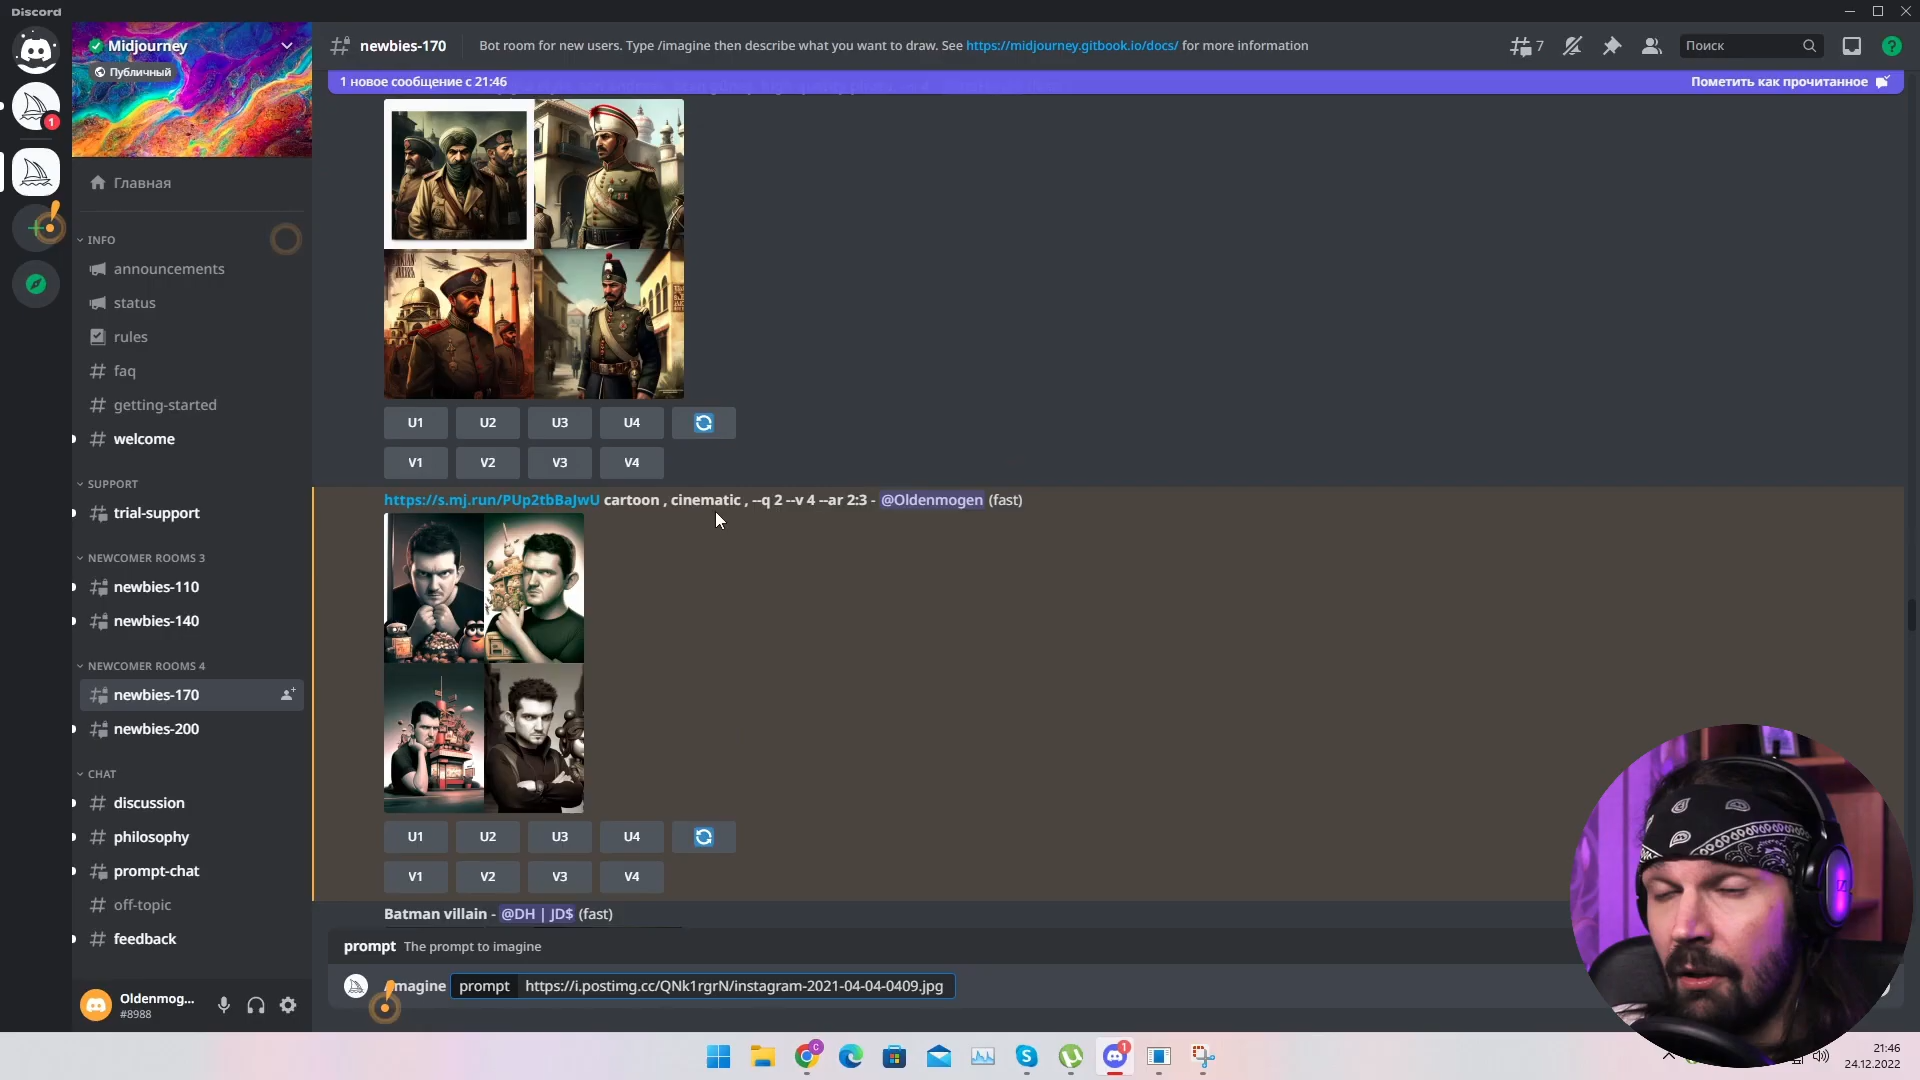 Discord
Midjourney
Публичный
newbies-170
Bot room for new users. Type /imagine then describe what you want to draw. See https://midjourney.gitbook.io/docs/ for more information
7
Поиск
1 новое сообщение с 21:46
Пометить как прочитанное
1
Главная
INFO
announcements
status
rules
faq
getting-started
welcome
SUPPORT
trial-support
NEWCOMER ROOMS 3
newbies-110
newbies-140
NEWCOMER ROOMS 4
newbies-170
newbies-200
CHAT
discussion
philosophy
prompt-chat
off-topic
feedback
Oldenmog...
#8988
U1
U2
U3
U4
V1
V2
V3
V4
https://s.mj.run/PUp2tbBaJwU cartoon , cinematic , --q 2 --v 4 --ar 2:3 - @Oldenmogen (fast)
U1
U2
U3
U4
V1
V2
V3
V4
Batman villain - @DH | JD$ (fast)
prompt The prompt to imagine
/imagine prompt https://i.postimg.cc/QNk1rgrN/instagram-2021-04-04-0409.jpg
C
1
21:46
24.12.2022